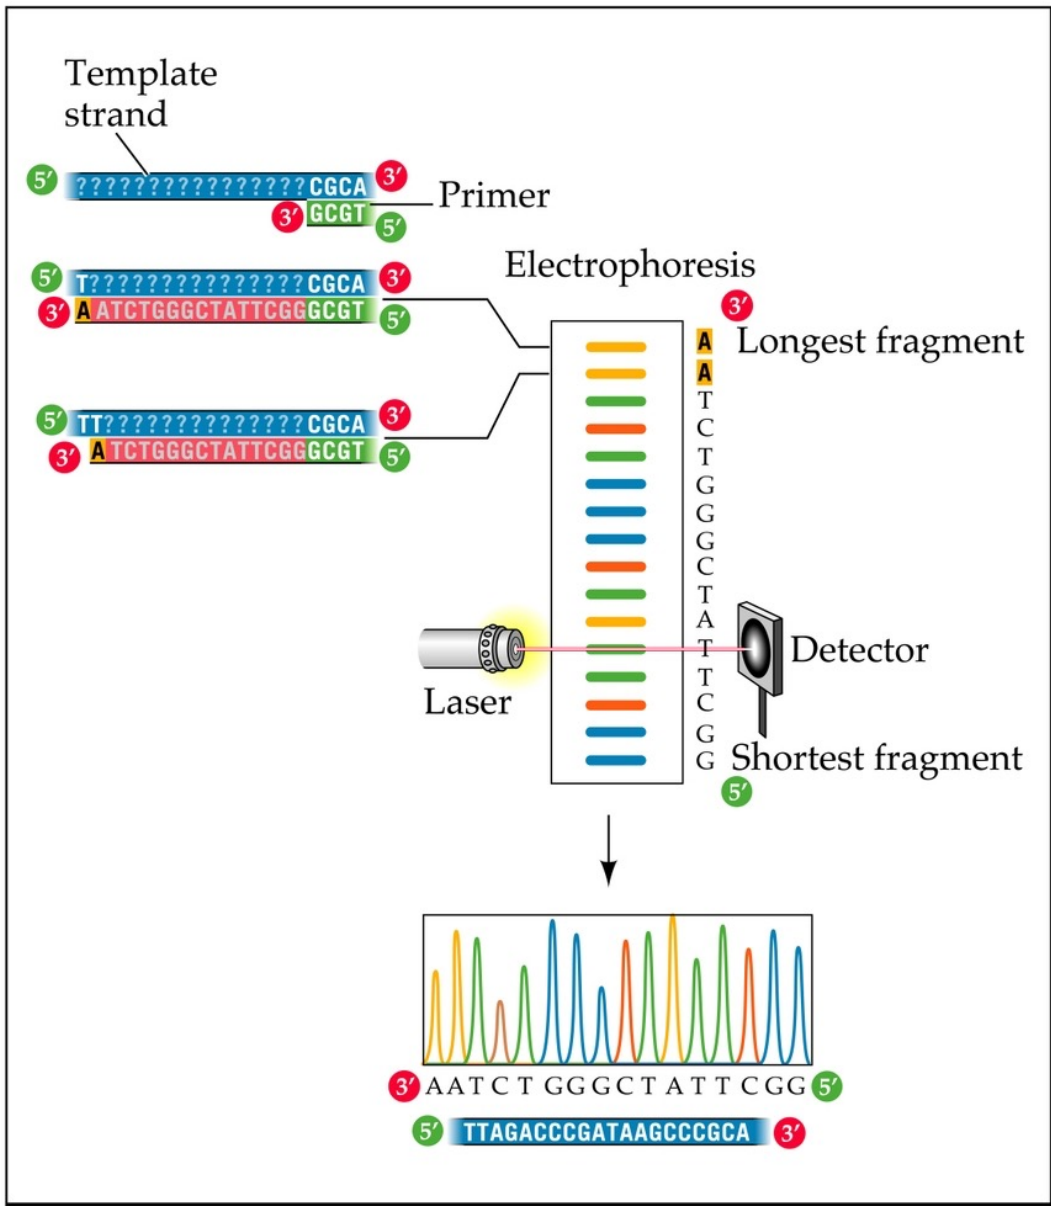 Template
strand
5′ ????????????????CGCA 3′
Primer
3′ GCGT 5′
5′ T???????????????CGCA 3′
3′ AATCTGGGCTATTCGGGCGT 5′
5′ TT??????????????CGCA 3′
3′ ATCTGGGCTATTCGGGCGT 5′
Electrophoresis
3′
A Longest fragment
A
T
C
T
G
G
G
C
T
A
T
T
C
G
G Shortest fragment
5′
Laser
Detector
3′ AATCTGGGCTATTCGG 5′
5′ TTAGACCCGATAAGCCCGCA 3′